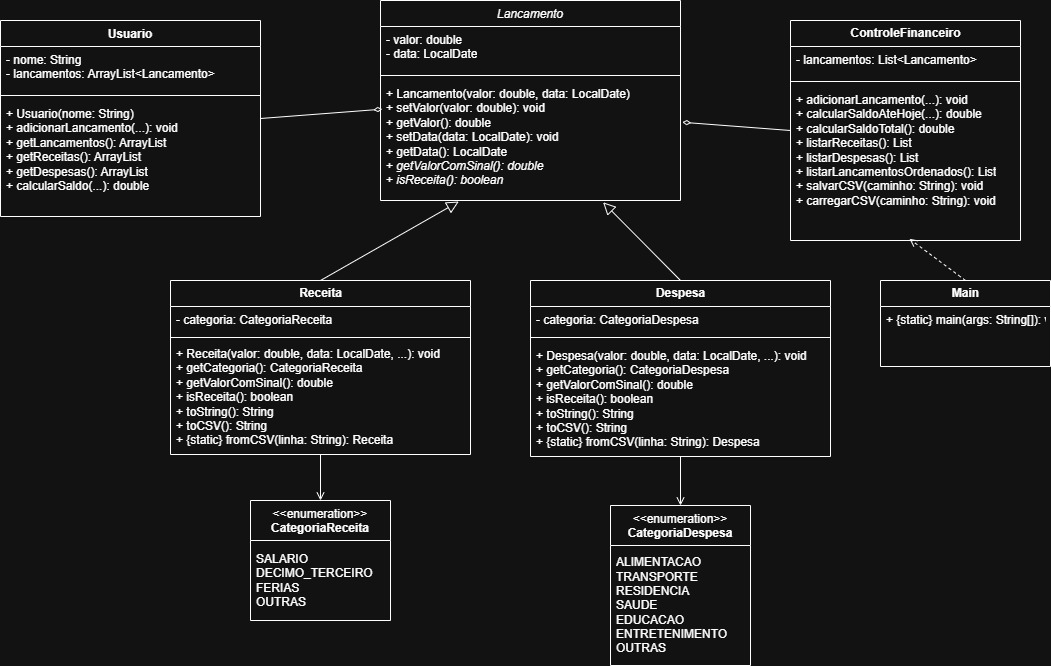 Usuario
- nome: String
- lancamentos: ArrayList<Lancamento>
+ Usuario(nome: String)
+ adicionarLancamento(...): void
+ getLancamentos(): ArrayList
+ getReceitas(): ArrayList
+ getDespesas(): ArrayList
+ calcularSaldo(...): double
Lancamento
- valor: double
- data: LocalDate
+ Lancamento(valor: double, data: LocalDate)
+ setValor(valor: double): void
+ getValor(): double
+ setData(data: LocalDate): void
+ getData(): LocalDate
+ getValorComSinal(): double
+ isReceita(): boolean
ControleFinanceiro
- lancamentos: List<Lancamento>
+ adicionarLancamento(...): void
+ calcularSaldoAteHoje(...): double
+ calcularSaldoTotal(): double
+ listarReceitas(): List
+ listarDespesas(): List
+ listarLancamentosOrdenados(): List
+ salvarCSV(caminho: String): void
+ carregarCSV(caminho: String): void
Receita
- categoria: CategoriaReceita
+ Receita(valor: double, data: LocalDate, ...): void
+ getCategoria(): CategoriaReceita
+ getValorComSinal(): double
+ isReceita(): boolean
+ toString(): String
+ toCSV(): String
+ {static} fromCSV(linha: String): Receita
Despesa
- categoria: CategoriaDespesa
+ Despesa(valor: double, data: LocalDate, ...): void
+ getCategoria(): CategoriaDespesa
+ getValorComSinal(): double
+ isReceita(): boolean
+ toString(): String
+ toCSV(): String
+ {static} fromCSV(linha: String): Despesa
Main
+ {static} main(args: String[]):
<<enumeration>>
CategoriaReceita
SALARIO
DECIMO_TERCEIRO
FERIAS
OUTRAS
<<enumeration>>
CategoriaDespesa
ALIMENTACAO
TRANSPORTE
RESIDENCIA
SAUDE
EDUCACAO
ENTRETENIMENTO
OUTRAS